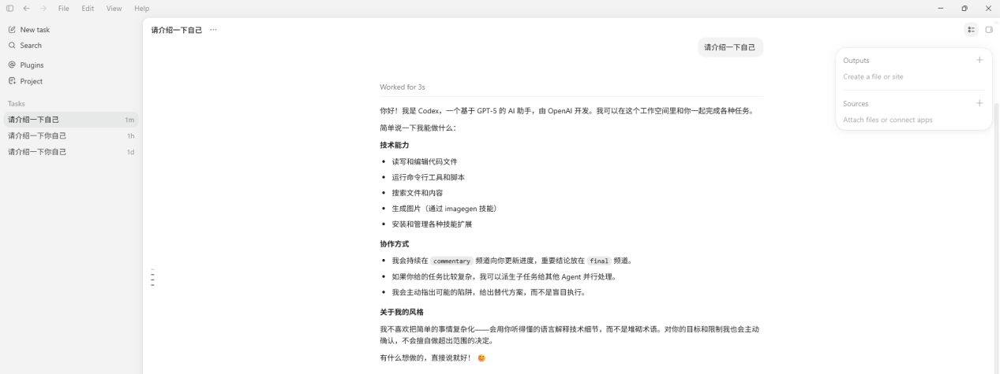 File Edit View Help
New task
Search
Plugins
Project
Tasks
请介绍一下自己 1m
请介绍一下你自己 1h
请介绍一下你自己 1d
请介绍一下自己 ···
请介绍一下自己
Worked for 3s
你好！我是 Codex，一个基于 GPT-5 的 AI 助手，由 OpenAI 开发。我可以在这个工作空间里和你一起完成各种任务。
简单说一下我能做什么：
技术能力
• 读写和编辑代码文件
• 运行命令行工具和脚本
• 搜索文件和内容
• 生成图片（通过 imagegen 技能）
• 安装和管理各种技能扩展
协作方式
• 我会持续在 commentary 频道向你更新进度，重要结论放在 final 频道。
• 如果你给的任务比较复杂，我可以派生子任务给其他 Agent 并行处理。
• 我会主动指出可能的陷阱，给出替代方案，而不是盲目执行。
关于我的风格
我不喜欢把简单的事情复杂化——会用你听得懂的语言解释技术细节，而不是堆砌术语。对你的目标和限制我也会主动
确认，不会擅自做超出范围的决定。
有什么想做的，直接说就好！ 😊
Outputs
Create a file or site
Sources
Attach files or connect apps